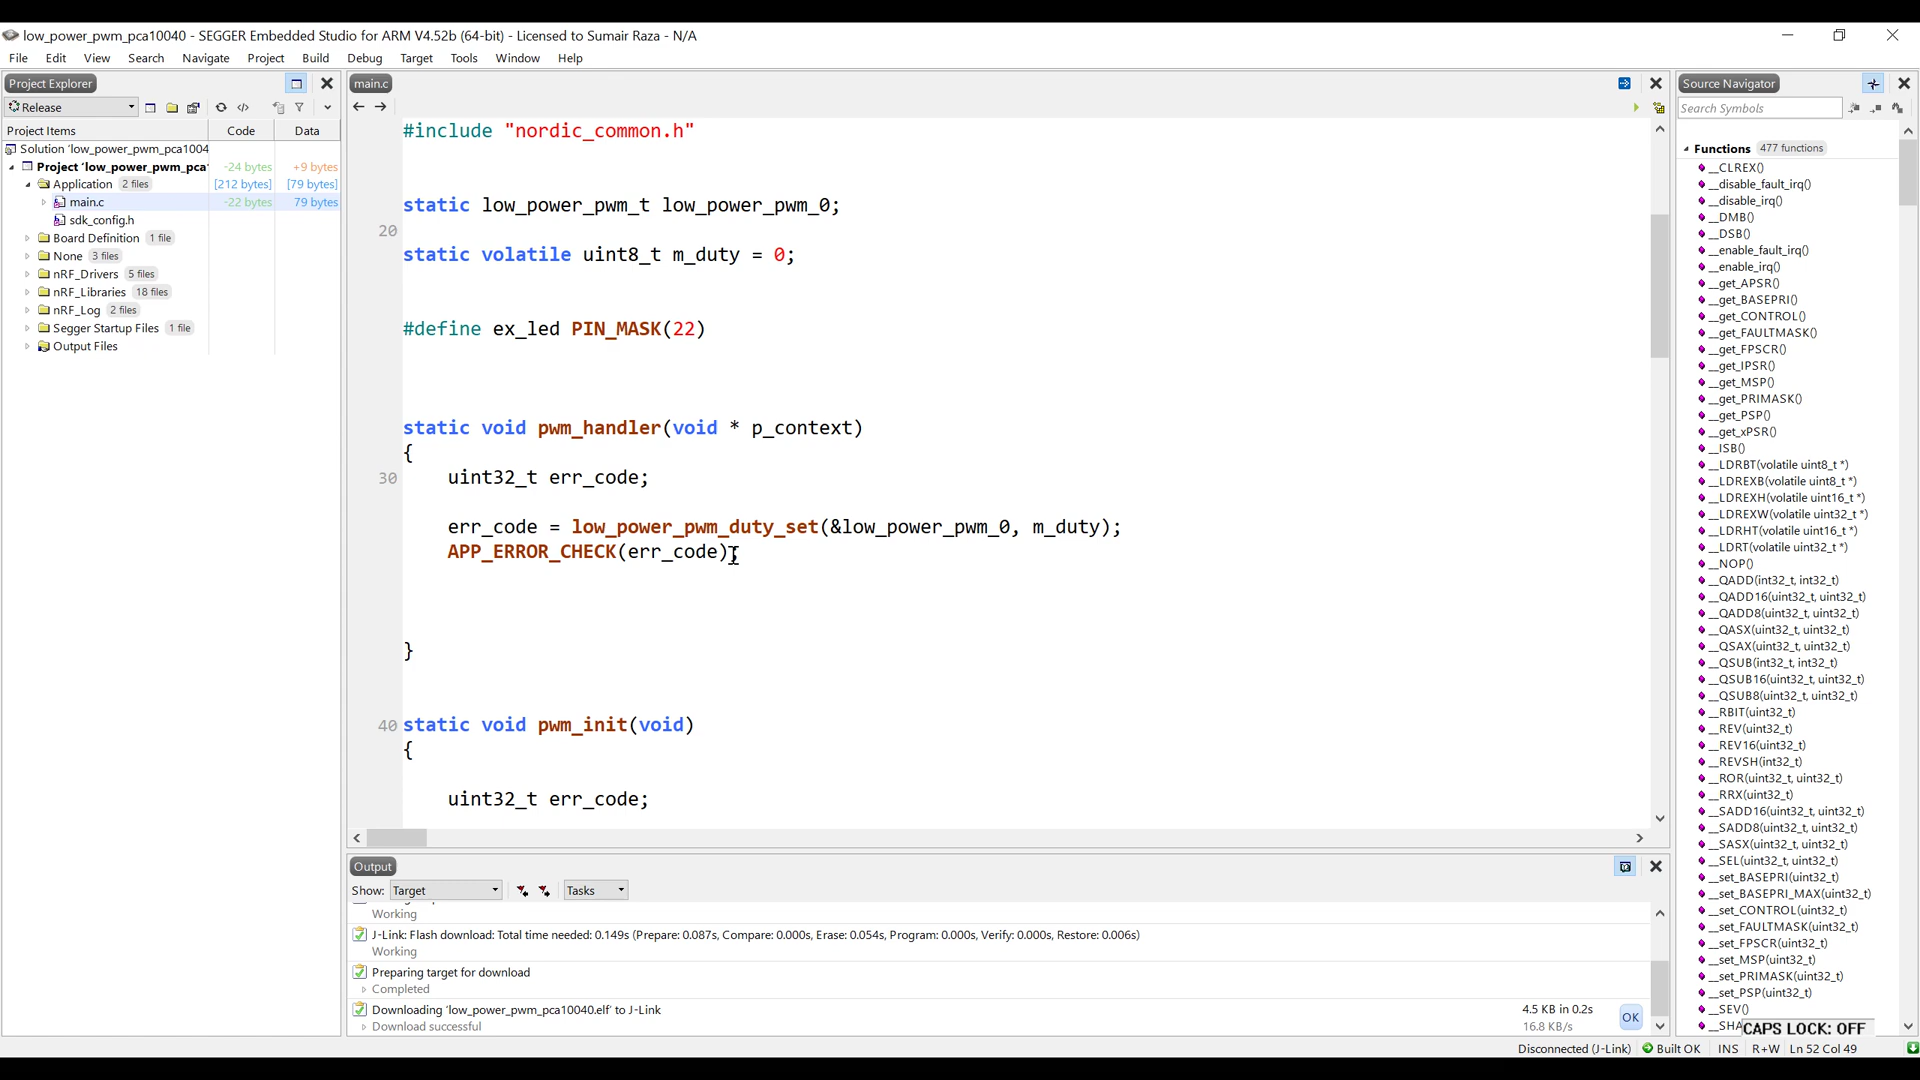 low_power_pwm_pca10040 - SEGGER Embedded Studio for ARM V4.52b (64-bit) - Licensed to Sumair Raza - N/A
File Edit View Search Navigate Project Build Debug Target Tools Window Help
Project Explorer
Release
Project Items Code Data
Solution 'low_power_pwm_pca1004
Project 'low_power_pwm_pca' -24 bytes +9 bytes
Application 2 files [212 bytes] [79 bytes]
main.c -22 bytes 79 bytes
sdk_config.h
Board Definition 1 file
None 3 files
nRF_Drivers 5 files
nRF_Libraries 18 files
nRF_Log 2 files
Segger Startup Files 1 file
Output Files
main.c
#include "nordic_common.h"
static low_power_pwm_t low_power_pwm_0;
20
static volatile uint8_t m_duty = 0;
#define ex_led PIN_MASK(22)
static void pwm_handler(void * p_context)
{
30 uint32_t err_code;
err_code = low_power_pwm_duty_set(&low_power_pwm_0, m_duty);
APP_ERROR_CHECK(err_code);
}
40 static void pwm_init(void)
{
uint32_t err_code;
Output
Show: Target Tasks
Working
J-Link: Flash download: Total time needed: 0.149s (Prepare: 0.087s, Compare: 0.000s, Erase: 0.054s, Program: 0.000s, Verify: 0.000s, Restore: 0.006s)
Working
Preparing target for download
Completed
Downloading 'low_power_pwm_pca10040.elf' to J-Link 4.5 KB in 0.2s
Download successful 16.8 KB/s OK
Source Navigator
Search Symbols
Functions 477 functions
__CLREX()
__disable_fault_irq()
__disable_irq()
__DMB()
__DSB()
__enable_fault_irq()
__enable_irq()
__get_APSR()
__get_BASEPRI()
__get_CONTROL()
__get_FAULTMASK()
__get_FPSCR()
__get_IPSR()
__get_MSP()
__get_PRIMASK()
__get_PSP()
__get_xPSR()
__ISB()
__LDRBT(volatile uint8_t *)
__LDREXB(volatile uint8_t *)
__LDREXH(volatile uint16_t *)
__LDREXW(volatile uint32_t *)
__LDRHT(volatile uint16_t *)
__LDRT(volatile uint32_t *)
__NOP()
__QADD(int32_t, int32_t)
__QADD16(uint32_t, uint32_t)
__QADD8(uint32_t, uint32_t)
__QASX(uint32_t, uint32_t)
__QSAX(uint32_t, uint32_t)
__QSUB(int32_t, int32_t)
__QSUB16(uint32_t, uint32_t)
__QSUB8(uint32_t, uint32_t)
__RBIT(uint32_t)
__REV(uint32_t)
__REV16(uint32_t)
__REVSH(int32_t)
__ROR(uint32_t, uint32_t)
__RRX(uint32_t)
__SADD16(uint32_t, uint32_t)
__SADD8(uint32_t, uint32_t)
__SASX(uint32_t, uint32_t)
__SEL(uint32_t, uint32_t)
__set_BASEPRI(uint32_t)
__set_BASEPRI_MAX(uint32_t)
__set_CONTROL(uint32_t)
__set_FAULTMASK(uint32_t)
__set_FPSCR(uint32_t)
__set_MSP(uint32_t)
__set_PRIMASK(uint32_t)
__set_PSP(uint32_t)
__SEV()
__SHA
CAPS LOCK: OFF
Disconnected (J-Link) Built OK INS R+W Ln 52 Col 49